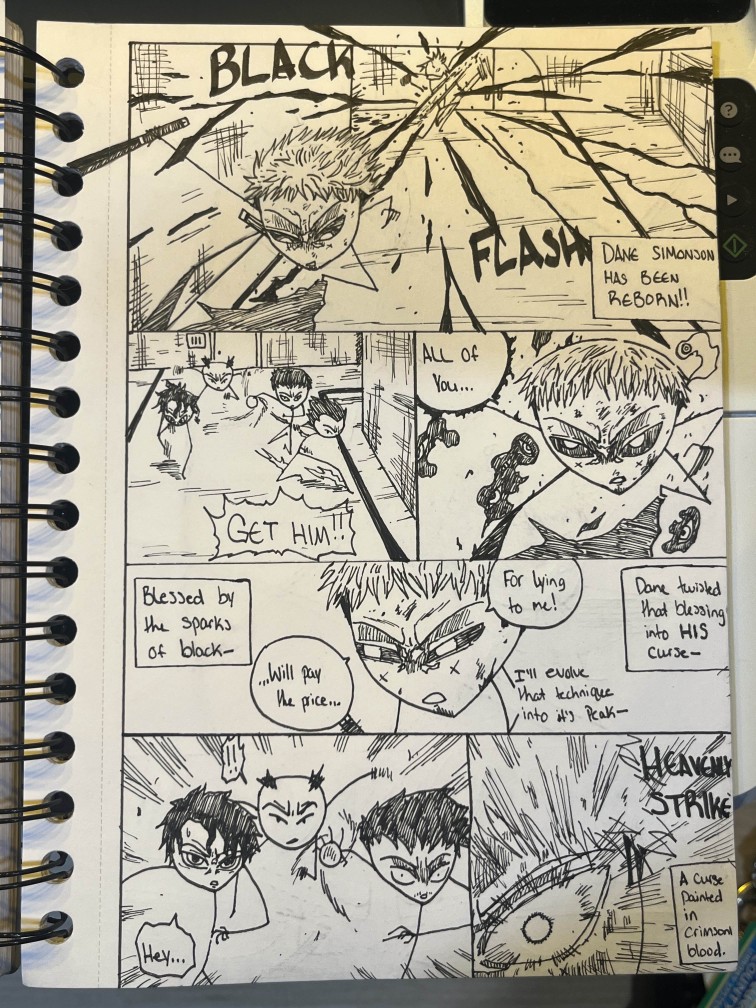 BLACK
FLASH
DANE SIMONSON
HAS BEEN
REBORN!!
GET HIM!!
ALL OF
YOU...
Blessed by
the sparks
of black—
...Will pay
the price...
For lying
to me!
I'll evolve
that technique
into it's Peak—
Dane twisted
that blessing
into HIS
curse—
!!!
Hey...
HEAVENLY
STRIKE
A curse
Painted
in
Crimson
blood.